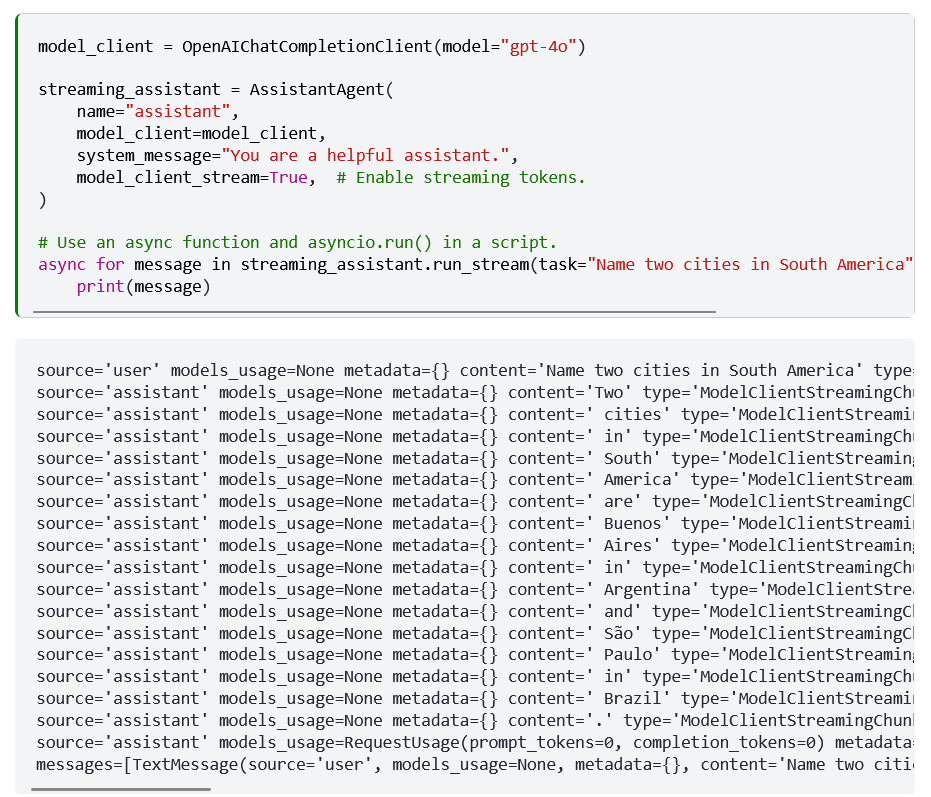 model_client = OpenAIChatCompletionClient(model="gpt-4o")

streaming_assistant = AssistantAgent(
    name="assistant",
    model_client=model_client,
    system_message="You are a helpful assistant.",
    model_client_stream=True,  # Enable streaming tokens.
)

# Use an async function and asyncio.run() in a script.
async for message in streaming_assistant.run_stream(task="Name two cities in South America"
    print(message)

source='user' models_usage=None metadata={} content='Name two cities in South America' type=
source='assistant' models_usage=None metadata={} content='Two' type='ModelClientStreamingChu
source='assistant' models_usage=None metadata={} content=' cities' type='ModelClientStreamin
source='assistant' models_usage=None metadata={} content=' in' type='ModelClientStreamingChu
source='assistant' models_usage=None metadata={} content=' South' type='ModelClientStreaming
source='assistant' models_usage=None metadata={} content=' America' type='ModelClientStreami
source='assistant' models_usage=None metadata={} content=' are' type='ModelClientStreamingCh
source='assistant' models_usage=None metadata={} content=' Buenos' type='ModelClientStreamin
source='assistant' models_usage=None metadata={} content=' Aires' type='ModelClientStreaming
source='assistant' models_usage=None metadata={} content=' in' type='ModelClientStreamingChu
source='assistant' models_usage=None metadata={} content=' Argentina' type='ModelClientStrea
source='assistant' models_usage=None metadata={} content=' and' type='ModelClientStreamingCh
source='assistant' models_usage=None metadata={} content=' São' type='ModelClientStreamingCh
source='assistant' models_usage=None metadata={} content=' Paulo' type='ModelClientStreaming
source='assistant' models_usage=None metadata={} content=' in' type='ModelClientStreamingChu
source='assistant' models_usage=None metadata={} content=' Brazil' type='ModelClientStreamin
source='assistant' models_usage=None metadata={} content='.' type='ModelClientStreamingChunk
source='assistant' models_usage=RequestUsage(prompt_tokens=0, completion_tokens=0) metadata=
messages=[TextMessage(source='user', models_usage=None, metadata={}, content='Name two citi